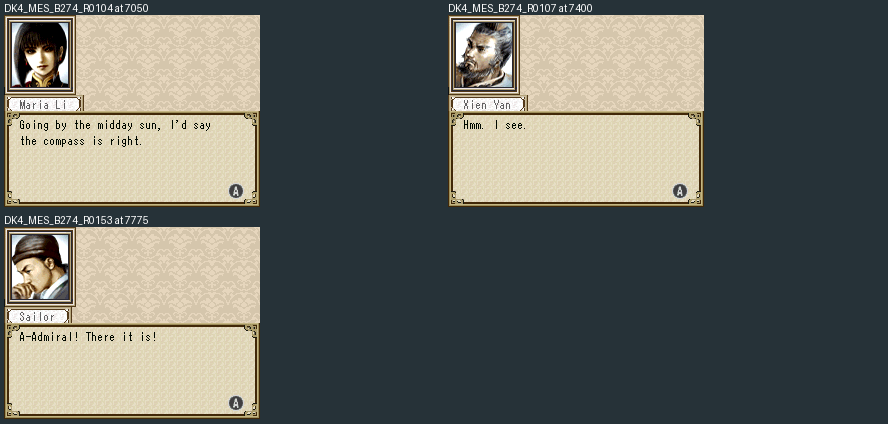 DK4_MES_B274_R0104 at 7050
Maria Li
Going by the midday sun, I'd say
the compass is right.
A
DK4_MES_B274_R0107 at 7400
Xien Yan
Hmm. I see.
A
DK4_MES_B274_R0153 at 7775
Sailor
A-Admiral! There it is!
A